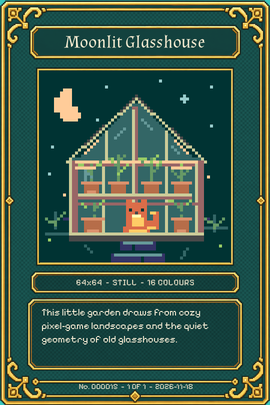 Moonlit Glasshouse
64x64 - STILL - 16 COLOURS
This little garden draws from cozy
pixel-game landscapes and the quiet
geometry of old glasshouses.
No. 000015 - 1 OF 1 - 2026-11-18